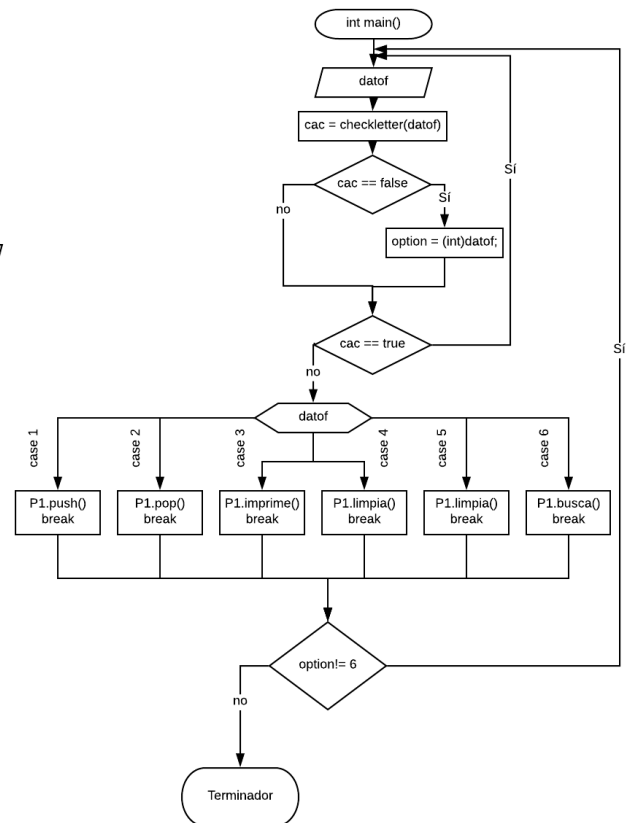 int main()
datof
cac = checkletter(datof)
cac == false
Sí
no
Sí
option = (int)datof;
cac == true
Sí
no
datof
case 1
case 2
case 3
case 4
case 5
case 6
P1.push()
break
P1.pop()
break
P1.imprime()
break
P1.limpia()
break
P1.limpia()
break
P1.busca()
break
option!= 6
no
Terminador